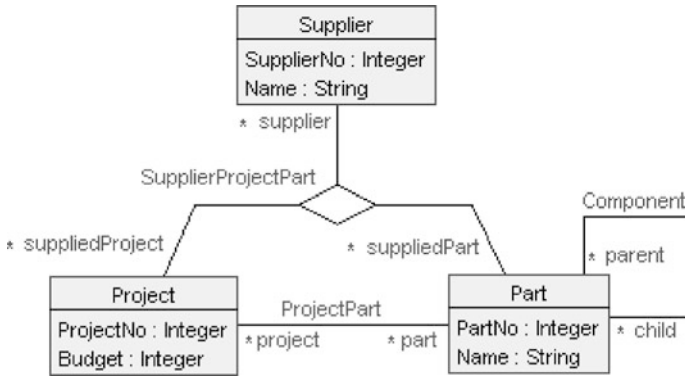 Supplier
SupplierNo : Integer
Name : String
* supplier
SupplierProjectPart
Component
* suppliedProject
* suppliedPart
* parent
Project
ProjectPart
Part
ProjectNo : Integer
Budget : Integer
* project
* part
PartNo : Integer
Name : String
* child